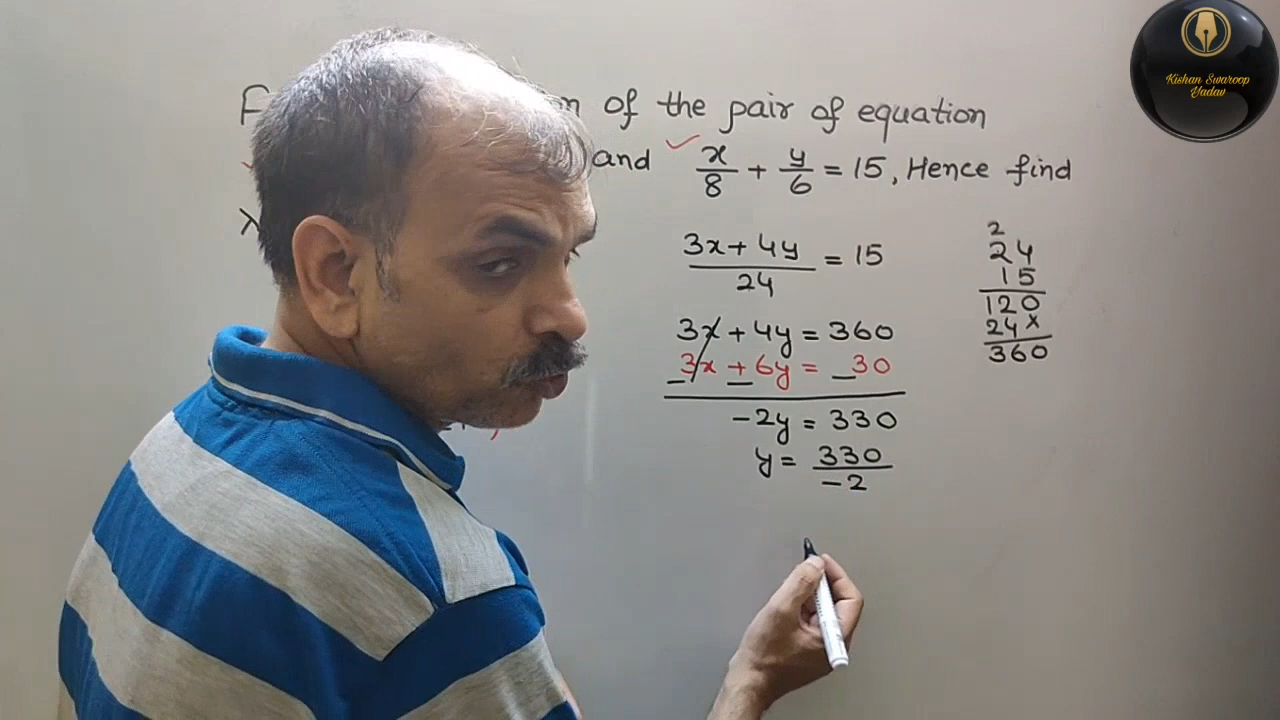 of the pair of equation
and x/8 + y/6 = 15, Hence find
(3x + 4y)/24 = 15
3x + 4y = 360
3x + 6y = 30
-2y = 330
y = 330/-2
2
24
15
120
24x
360
Kishan Swaroop
Yadav